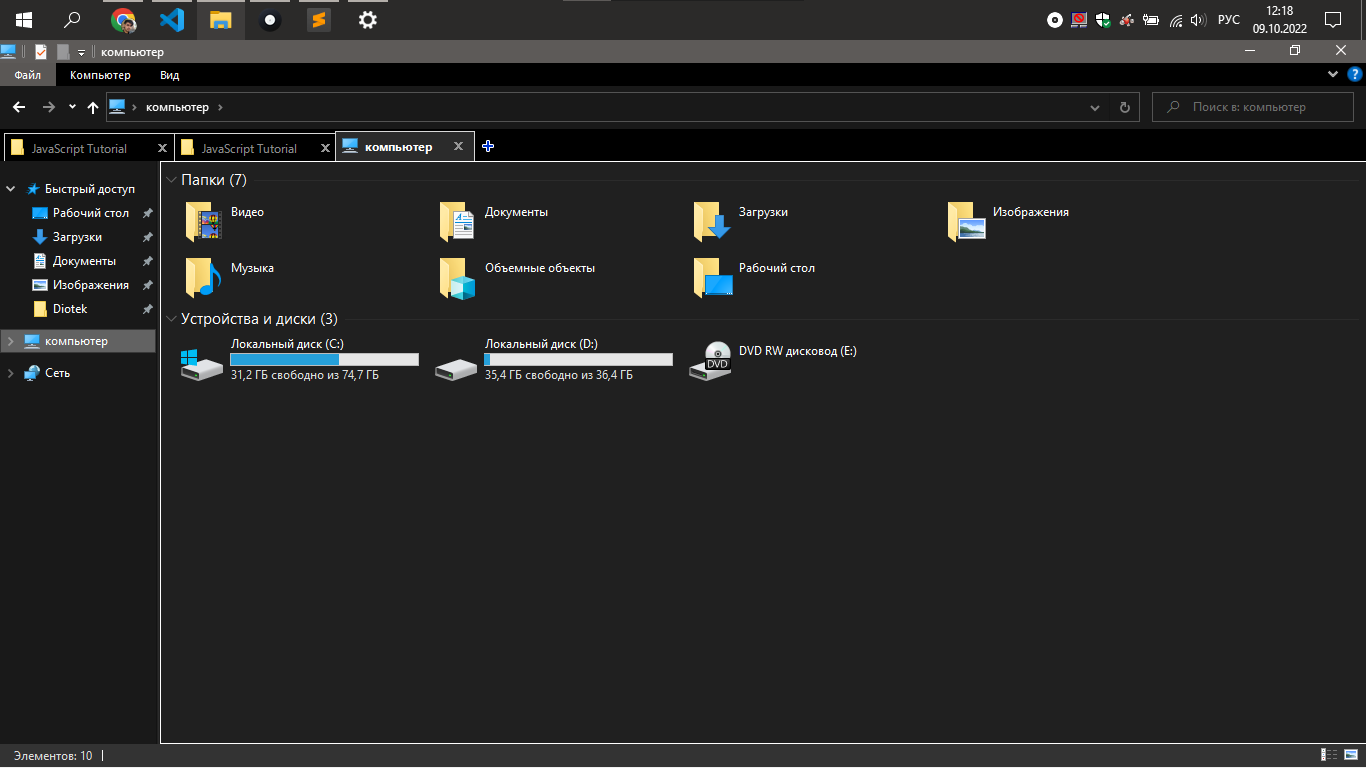 12:18
РУС
09.10.2022
компьютер
Файл Компьютер Вид
компьютер
Поиск в: компьютер
JavaScript Tutorial JavaScript Tutorial компьютер
Быстрый доступ
Рабочий стол
Загрузки
Документы
Изображения
Diotek
компьютер
Сеть
Папки (7)
Видео Документы Загрузки Изображения
Музыка Объемные объекты Рабочий стол
Устройства и диски (3)
Локальный диск (C:)
31,2 ГБ свободно из 74,7 ГБ
Локальный диск (D:)
35,4 ГБ свободно из 36,4 ГБ
DVD RW дисковод (E:)
DVD
Элементов: 10